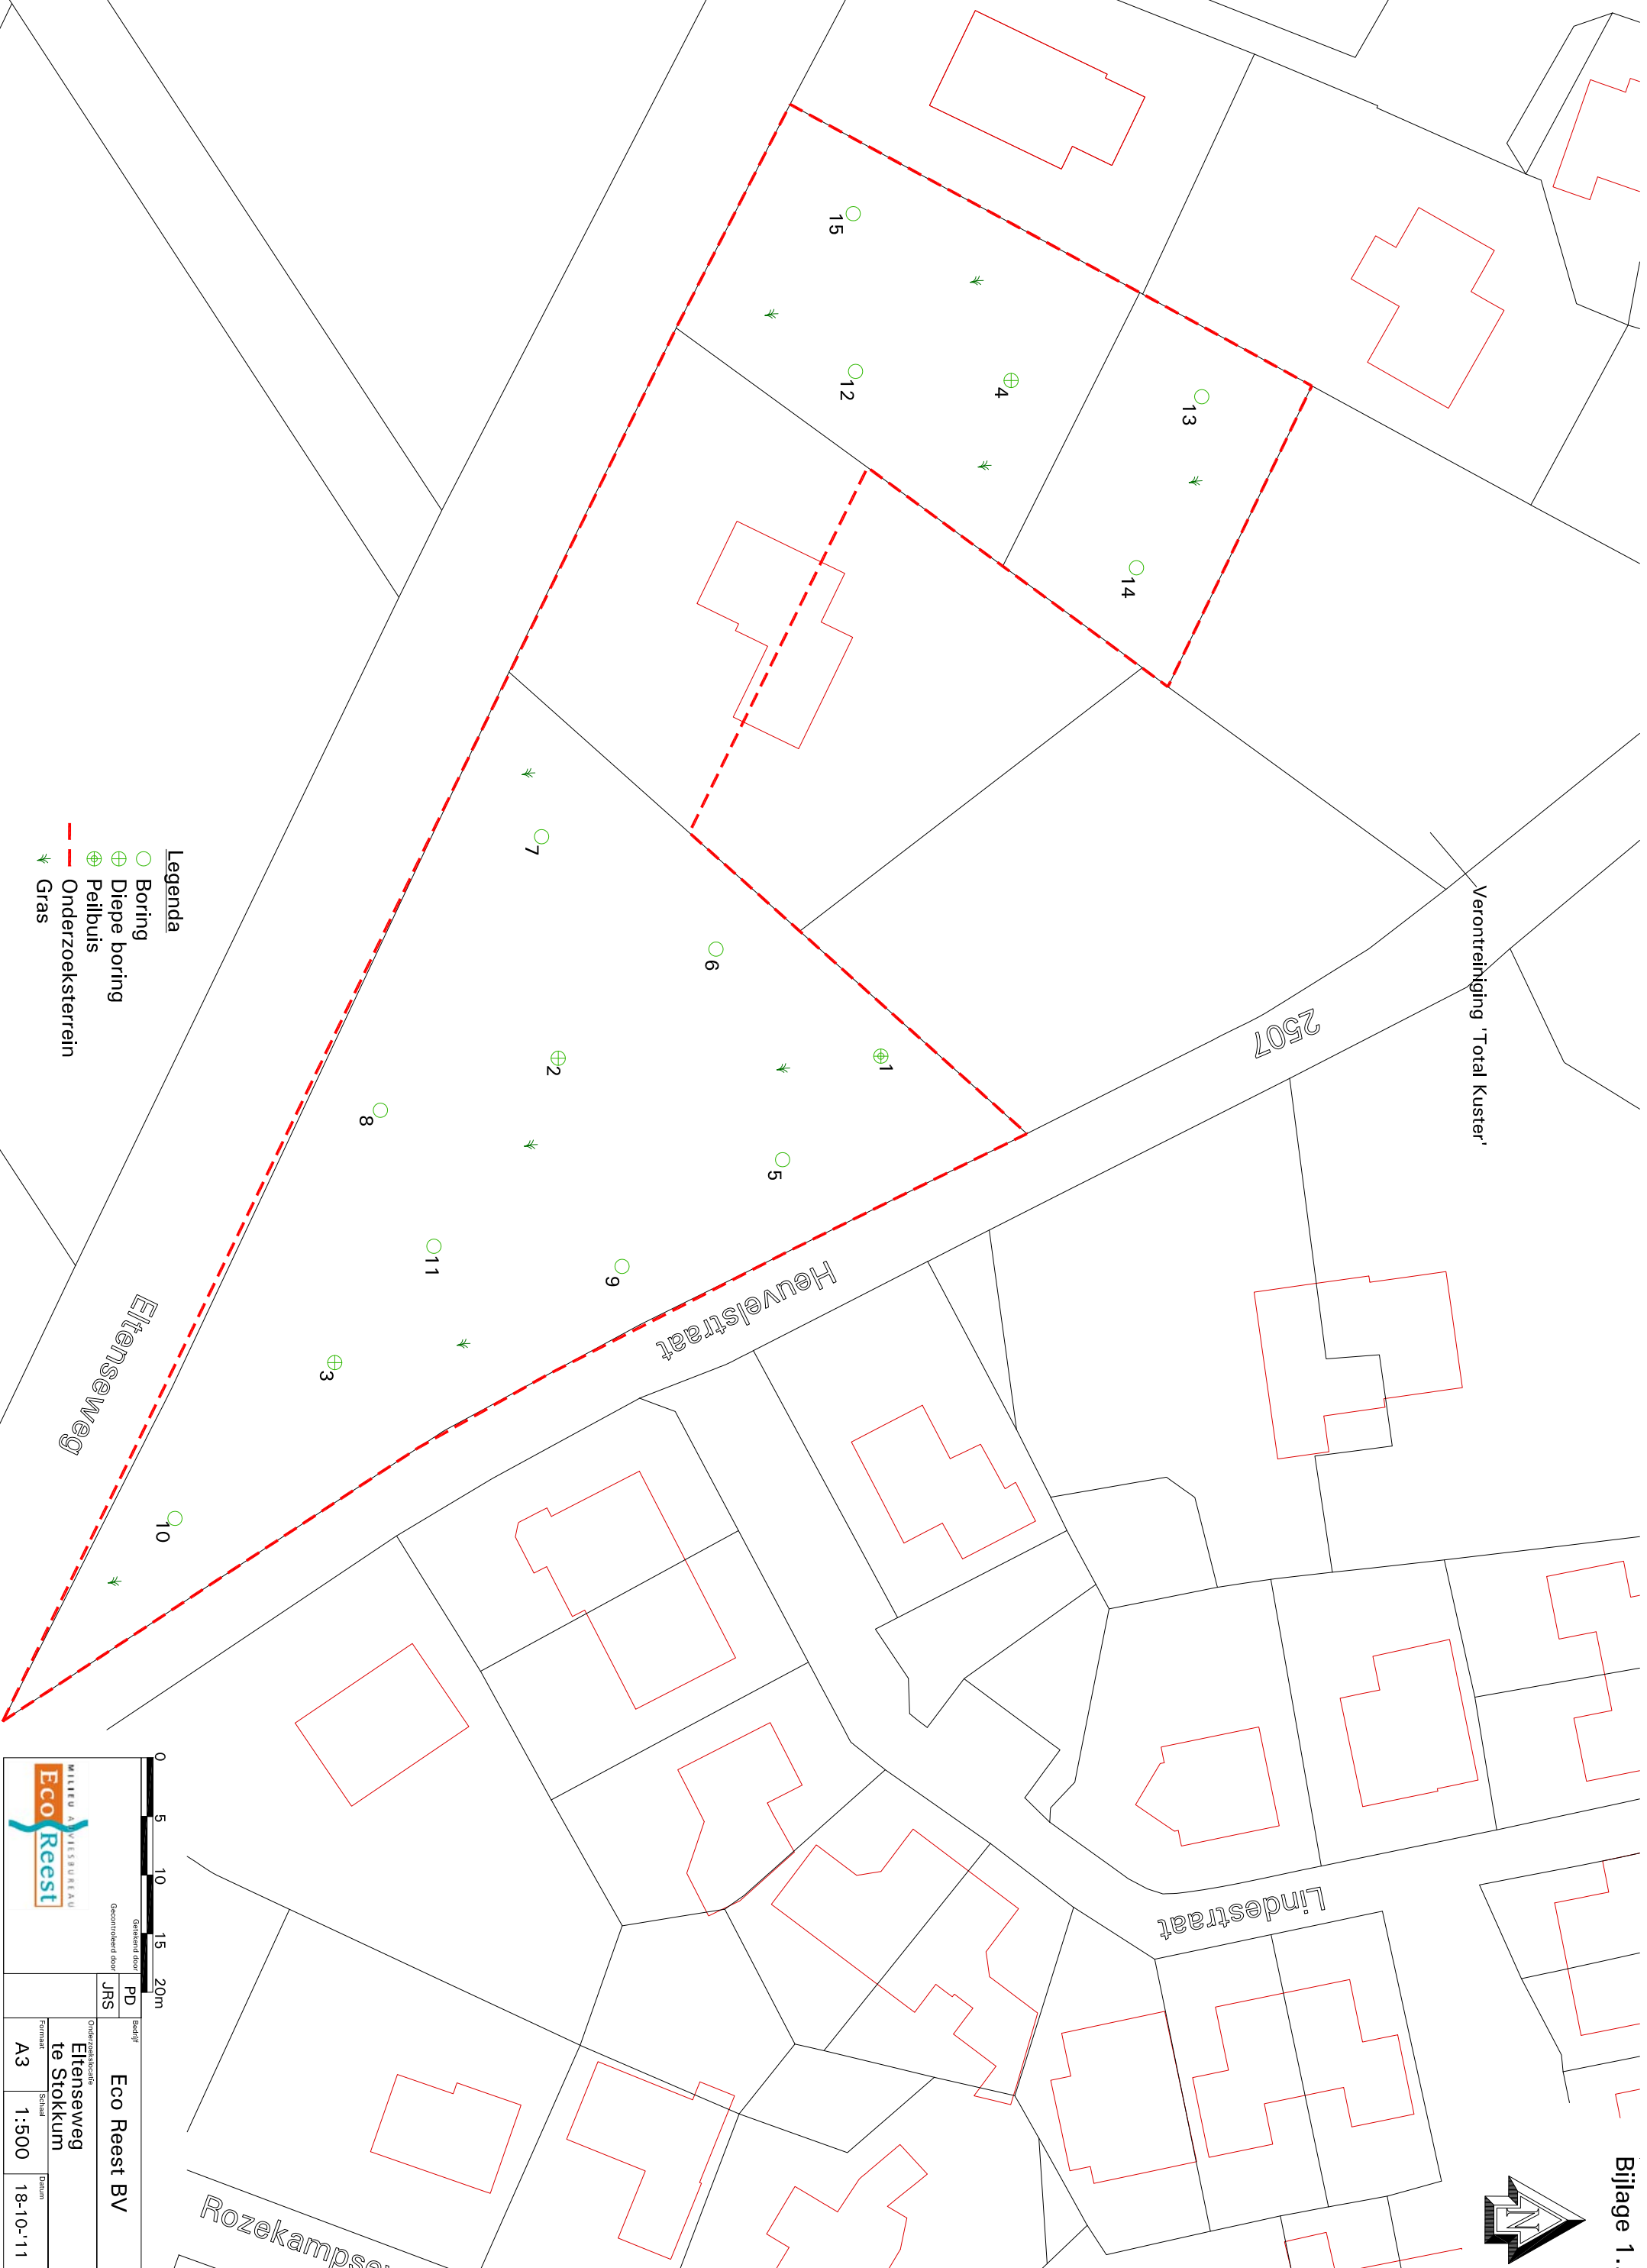 Bijlage 1.
N
Verontreiniging 'Total Kuster'
2507
Heuvelstraat
Lindestraat
Eltenseweg
15
12
4
13
14
7
6
1
2
8
5
11
9
3
10
Legenda
Boring
Diepe boring
Peilbuis
Onderzoeksterrein
Gras
0 5 10 15 20m
MILIEU ADVIESBUREAU
Eco Reest
Getekend door PD
Gecontroleerd door JRS
Bedrijf
Eco Reest BV
Onderzoekslocatie
Eltenseweg
te Stokkum
Formaat
A3
Schaal
1:500
Datum
18-10-'11